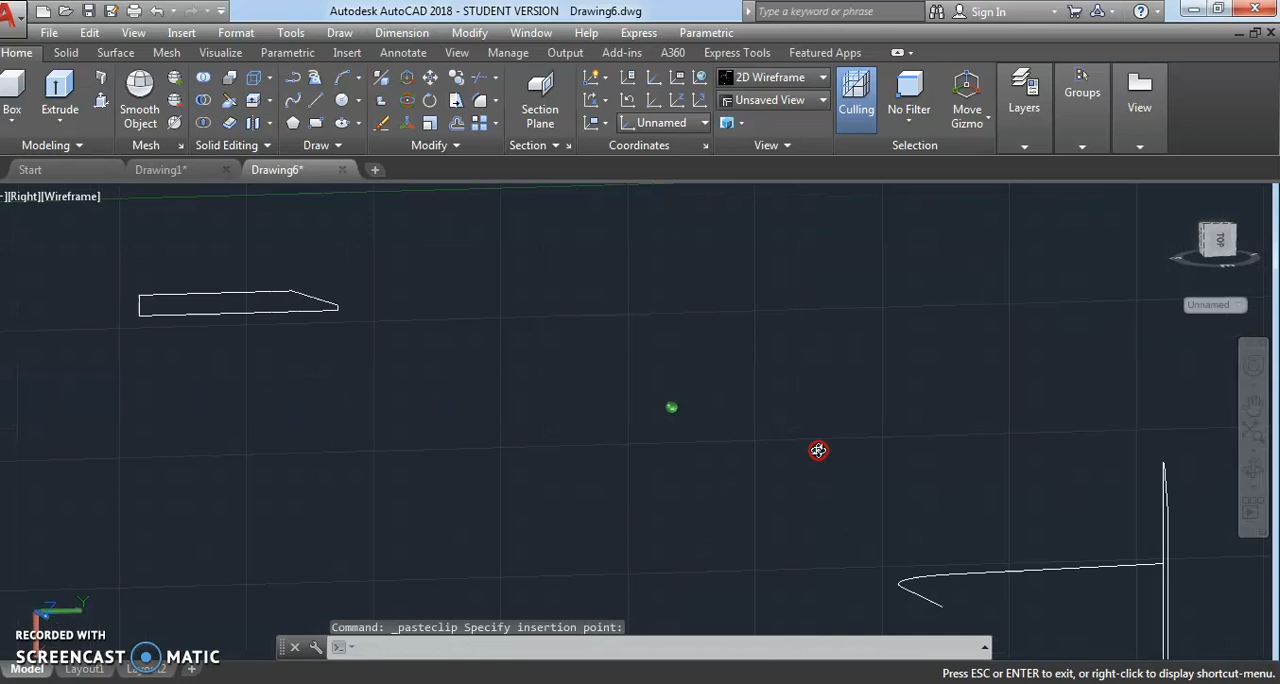 Autodesk AutoCAD 2018 - STUDENT VERSION Drawing6.dwg
Type a keyword or phrase
Sign In
File Edit View Insert Format Tools Draw Dimension Modify Window Help Express Parametric
Home Solid Surface Mesh Visualize Parametric Insert Annotate View Manage Output Add-ins A360 Express Tools Featured Apps
2D Wireframe
Unsaved View
Unnamed
Box Extrude Smooth Object Section Plane Culling No Filter Move Gizmo Layers Groups View
Modeling Mesh Solid Editing Draw Modify Section Coordinates View Selection
Start Drawing1* Drawing6*
][Right][Wireframe]
TOP
Unnamed
Z Y
Command: _pasteclip Specify insertion point:
RECORDED WITH
SCREENCAST MATIC
Model Layout1 Layout2
Press ESC or ENTER to exit, or right-click to display shortcut-menu.